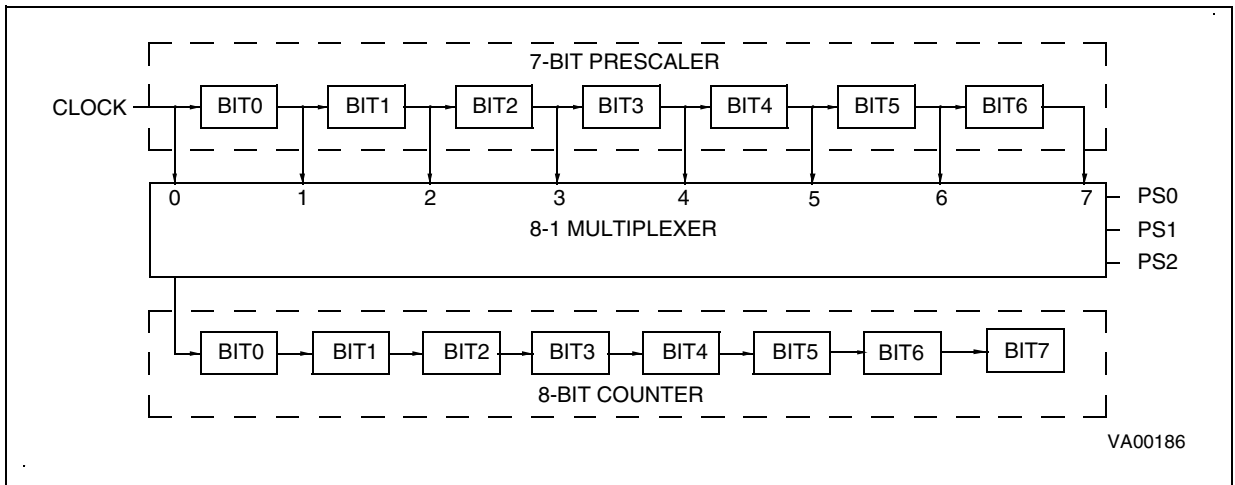 7-BIT PRESCALER
CLOCK BIT0 BIT1 BIT2 BIT3 BIT4 BIT5 BIT6
0 1 2 3 4 5 6 7 PS0
8-1 MULTIPLEXER PS1
PS2
BIT0 BIT1 BIT2 BIT3 BIT4 BIT5 BIT6 BIT7
8-BIT COUNTER
VA00186